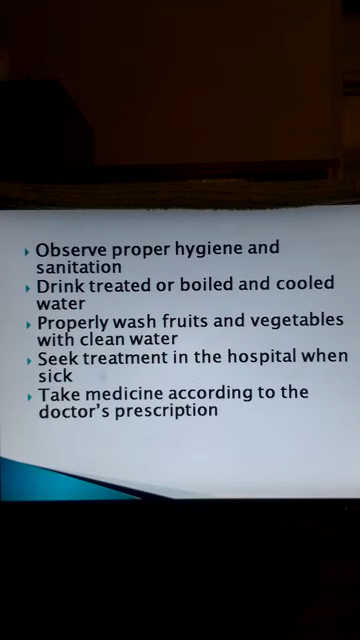 Observe proper hygiene and
sanitation
Drink treated or boiled and cooled
water
Properly wash fruits and vegetables
with clean water
Seek treatment in the hospital when
sick
Take medicine according to the
doctor's prescription